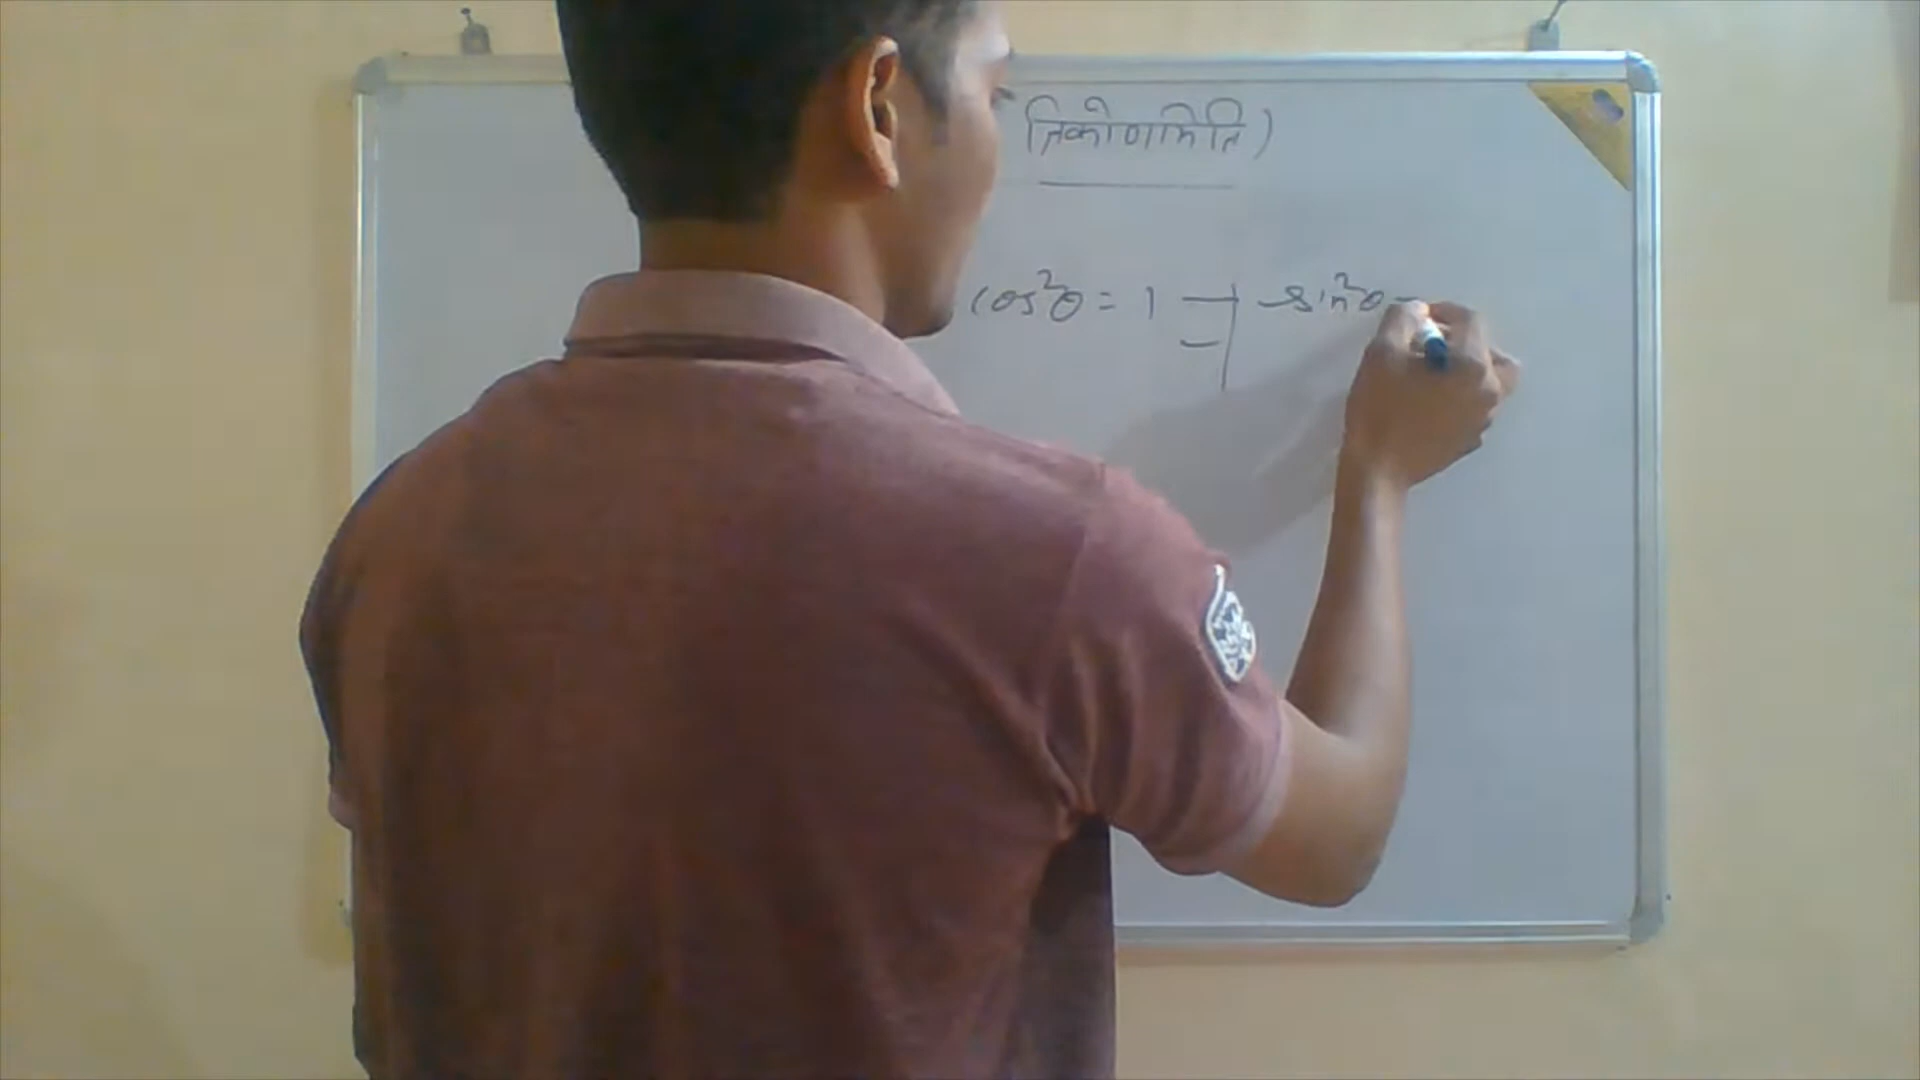 त्रिकोणमिति)
cos²θ = 1
sin²θ =